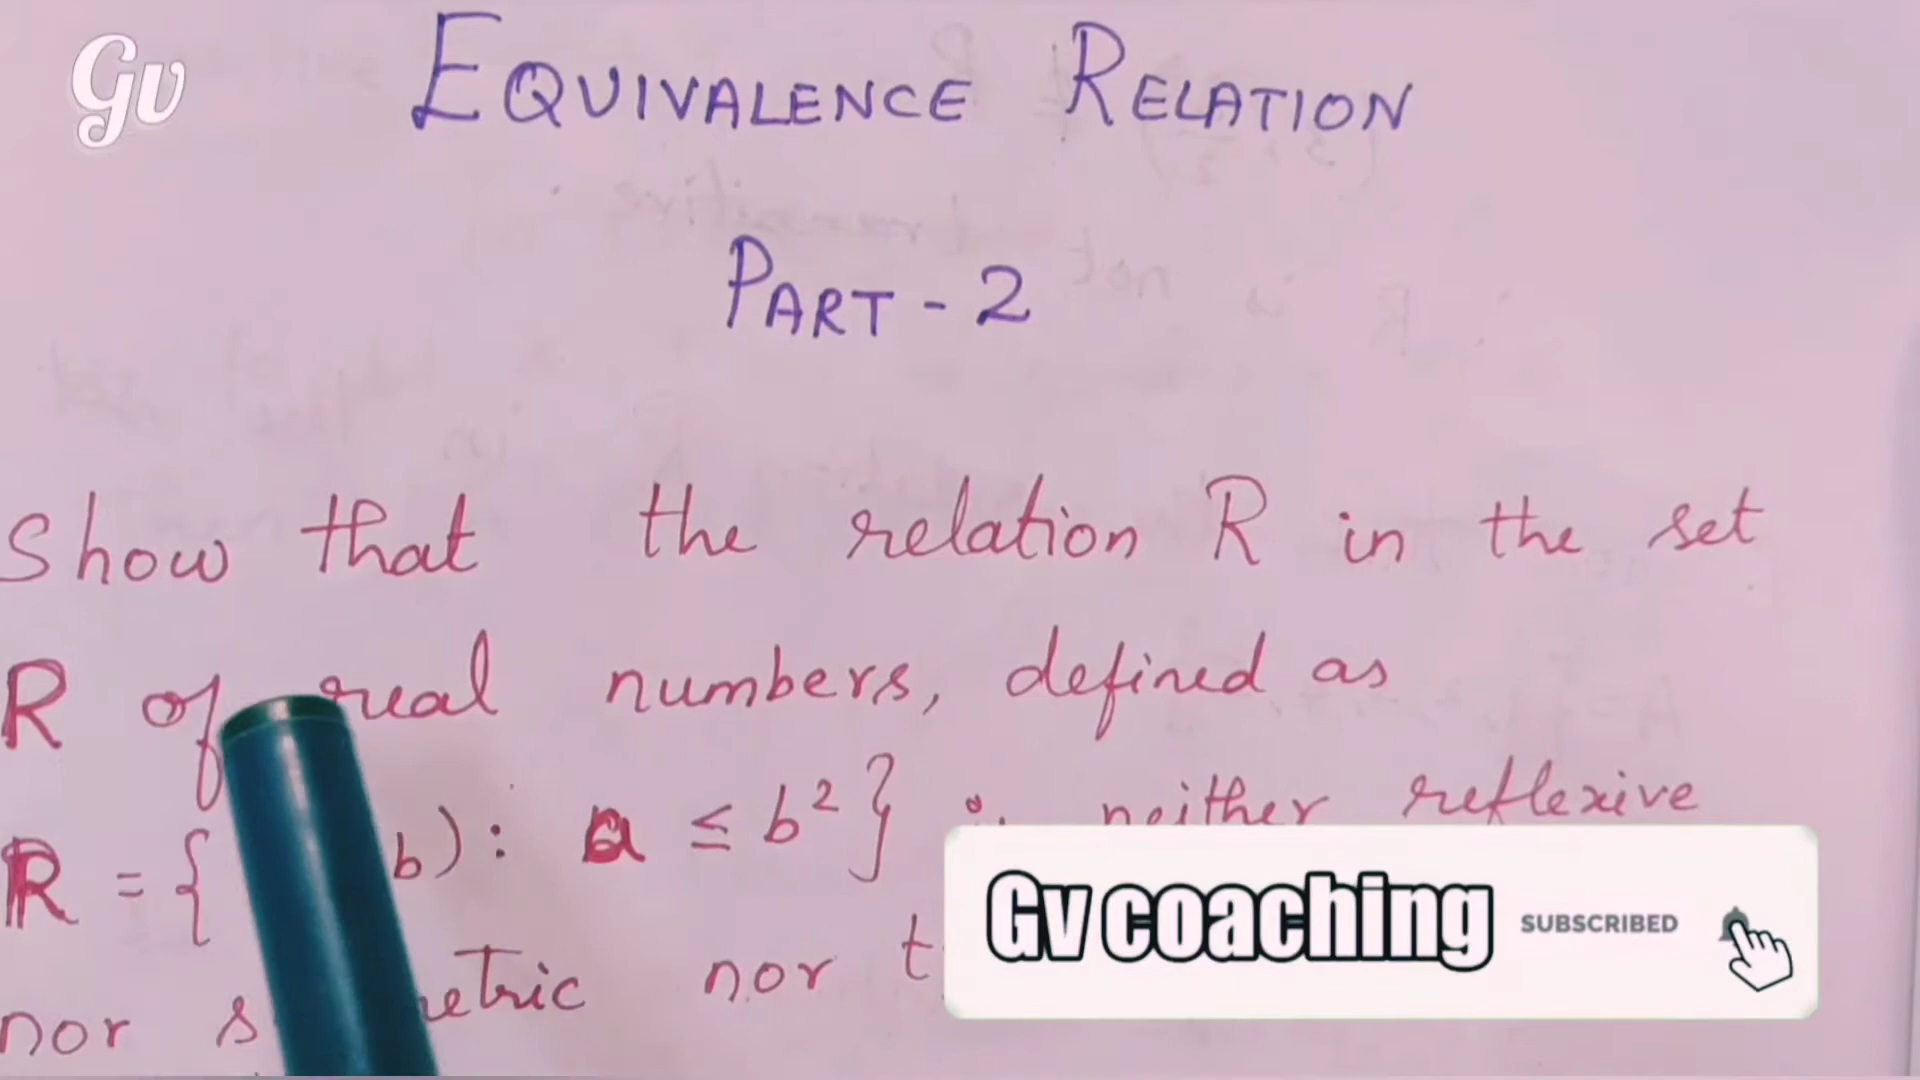 Gv
EQUIVALENCE RELATION
PART - 2
Show that the relation R in the set
R of real numbers, defined as
R = { b) : a ≤ b² } neither reflexive
nor nor
Gv coaching SUBSCRIBED